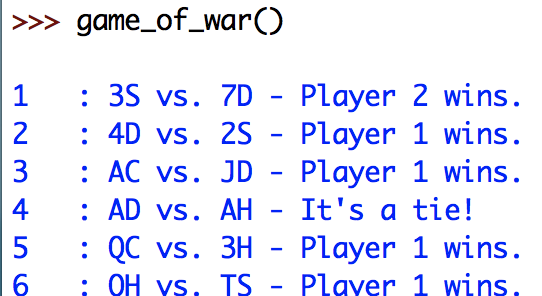 >>> game_of_war()
1 : 3S vs. 7D - Player 2 wins.
2 : 4D vs. 2S - Player 1 wins.
3 : AC vs. JD - Player 1 wins.
4 : AD vs. AH - It's a tie!
5 : QC vs. 3H - Player 1 wins.
6 : QH vs. TS - Player 1 wins.